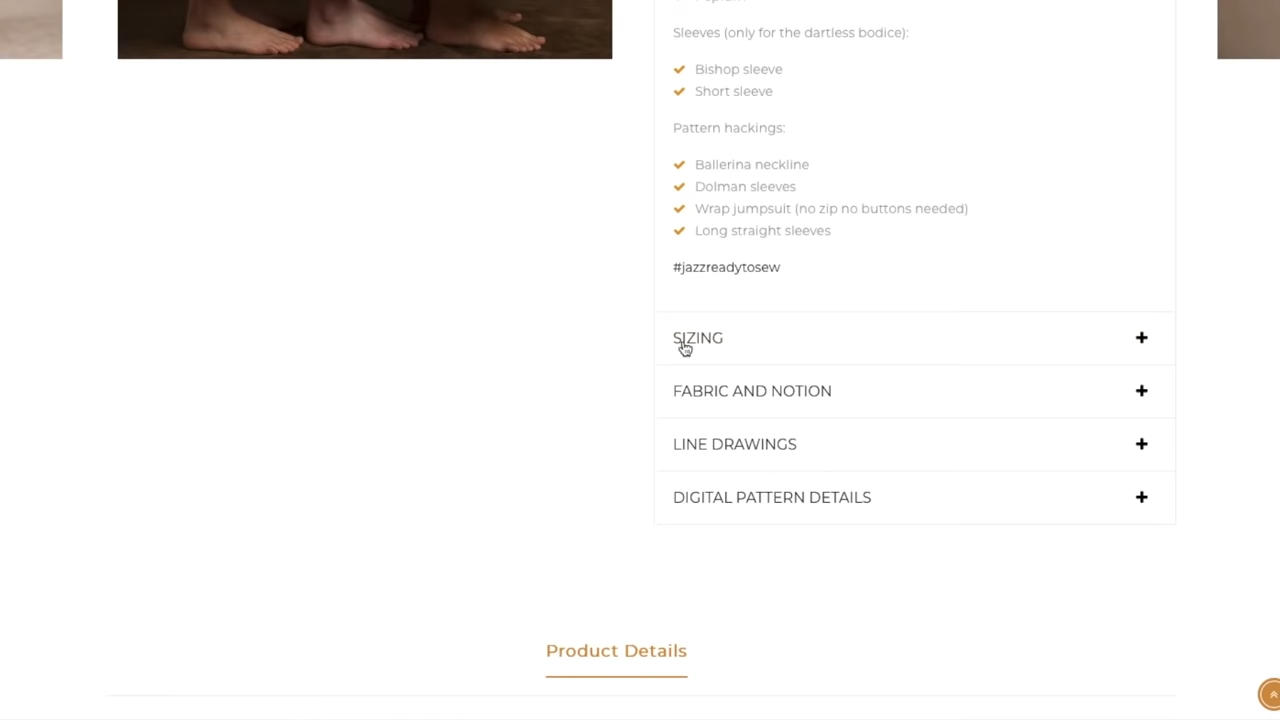 Sleeves (only for the dartless bodice):
Bishop sleeve
Short sleeve
Pattern hackings:
Ballerina neckline
Dolman sleeves
Wrap jumpsuit (no zip no buttons needed)
Long straight sleeves
#jazzreadytosew
SIZING
FABRIC AND NOTION
LINE DRAWINGS
DIGITAL PATTERN DETAILS
Product Details